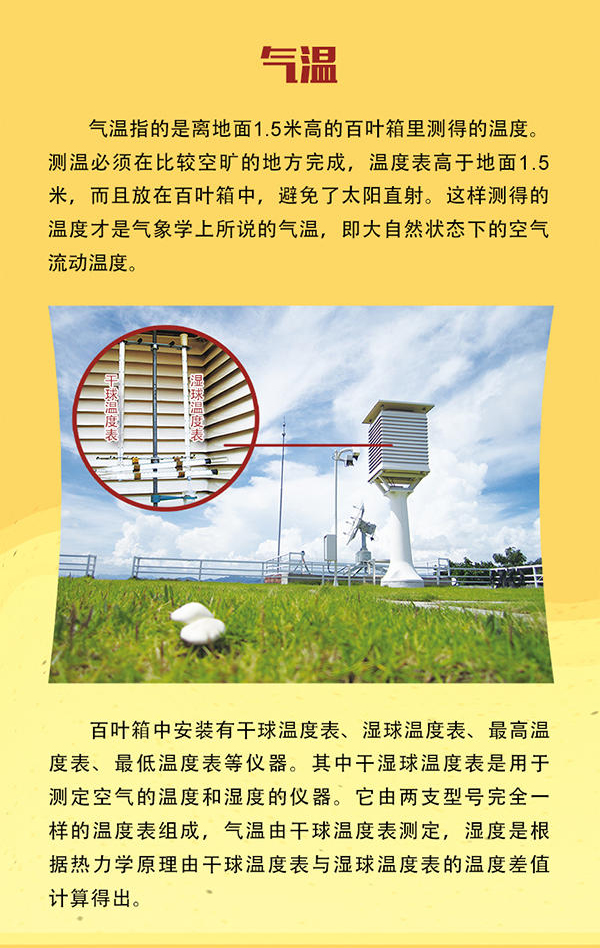 气温
气温指的是离地面1.5米高的百叶箱里测得的温度。
测温必须在比较空旷的地方完成，温度表高于地面1.5
米，而且放在百叶箱中，避免了太阳直射。这样测得的
温度才是气象学上所说的气温，即大自然状态下的空气
流动温度。
干球温度表
湿球温度表
百叶箱中安装有干球温度表、湿球温度表、最高温
度表、最低温度表等仪器。其中干湿球温度表是用于
测定空气的温度和湿度的仪器。它由两支型号完全一
样的温度表组成，气温由干球温度表测定，湿度是根
据热力学原理由干球温度表与湿球温度表的温度差值
计算得出。